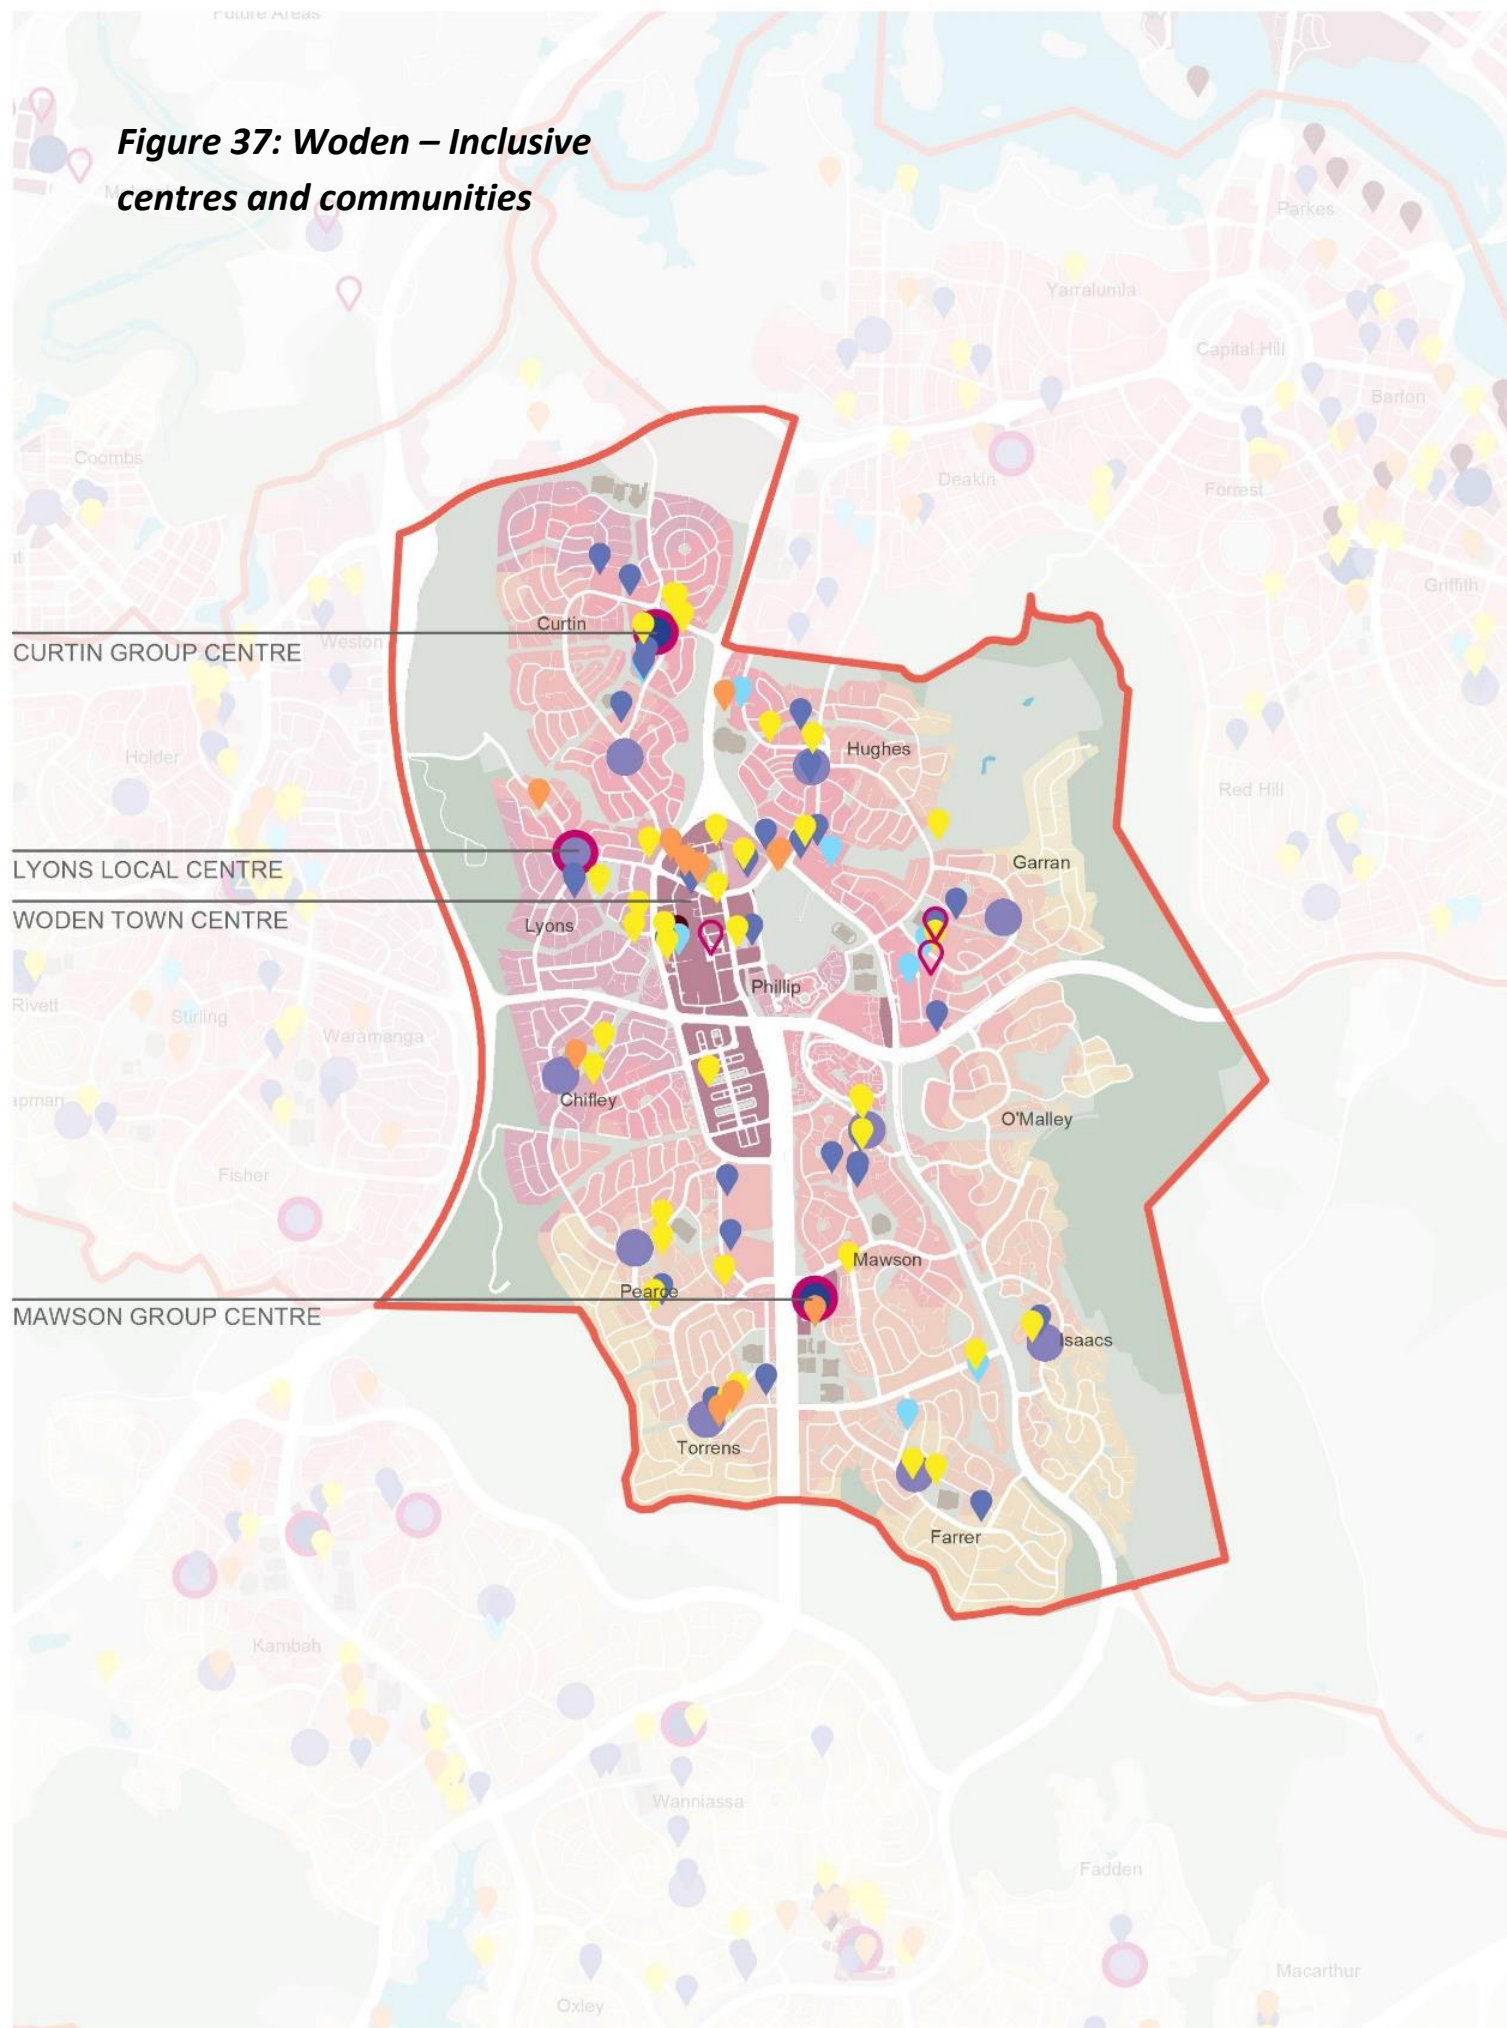 Future Areas
Figure 37: Woden – Inclusive
centres and communities
Parkes
Yarralumla
Capital Hill
Barton
Coombs
Deakin
Forrest
Griffith
Curtin
Weston
CURTIN GROUP CENTRE
Hughes
Holder
Red Hill
Garran
LYONS LOCAL CENTRE
WODEN TOWN CENTRE
Lyons
Phillip
Rivett
Stirling
Waramanga
Chifley
O'Malley
Fisher
Mawson
Pearce
MAWSON GROUP CENTRE
Isaacs
Torrens
Farrer
Kambah
Wanniassa
Fadden
Macarthur
Oxley